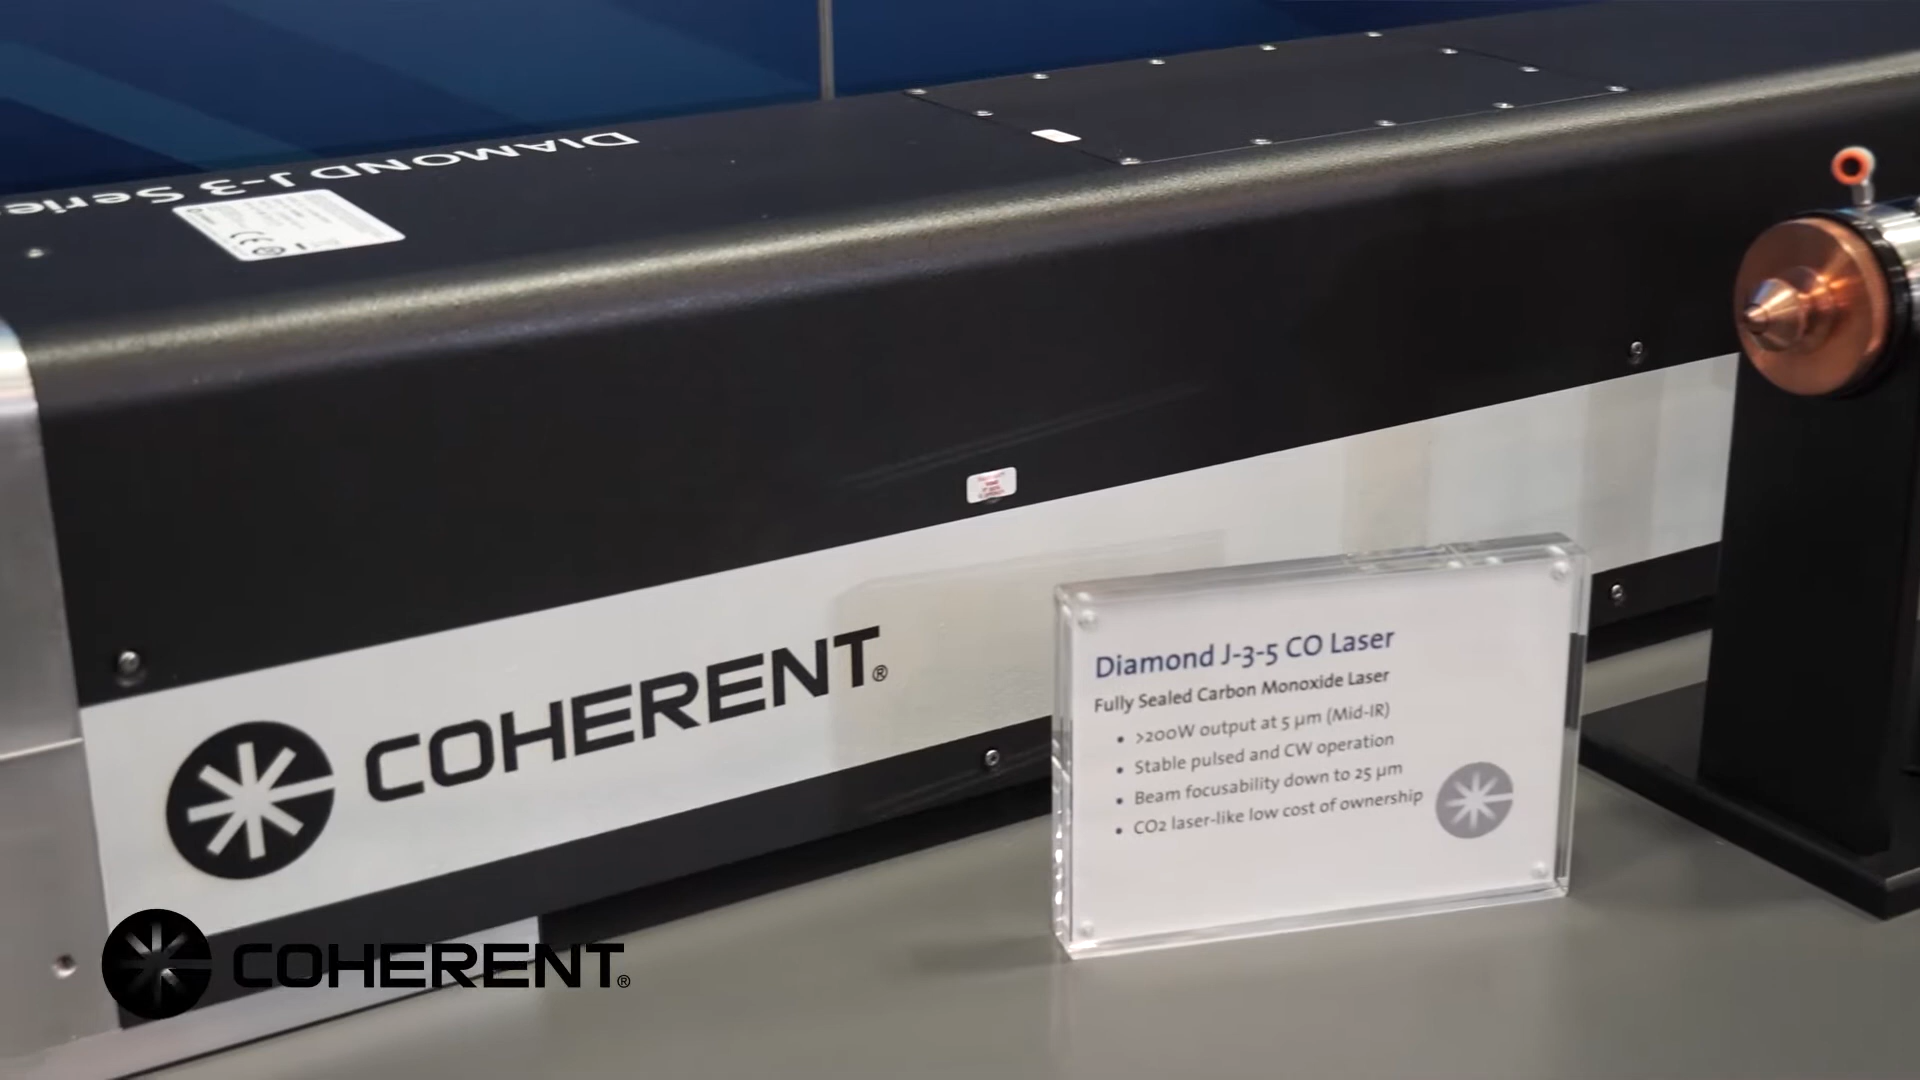 DIAMOND J-3 Serie
COHERENT®
Diamond J-3-5 CO Laser
Fully Sealed Carbon Monoxide Laser
• >200W output at 5 µm (Mid-IR)
• Stable pulsed and CW operation
• Beam focusability down to 25 µm
• CO2 laser-like low cost of ownership
COHERENT®